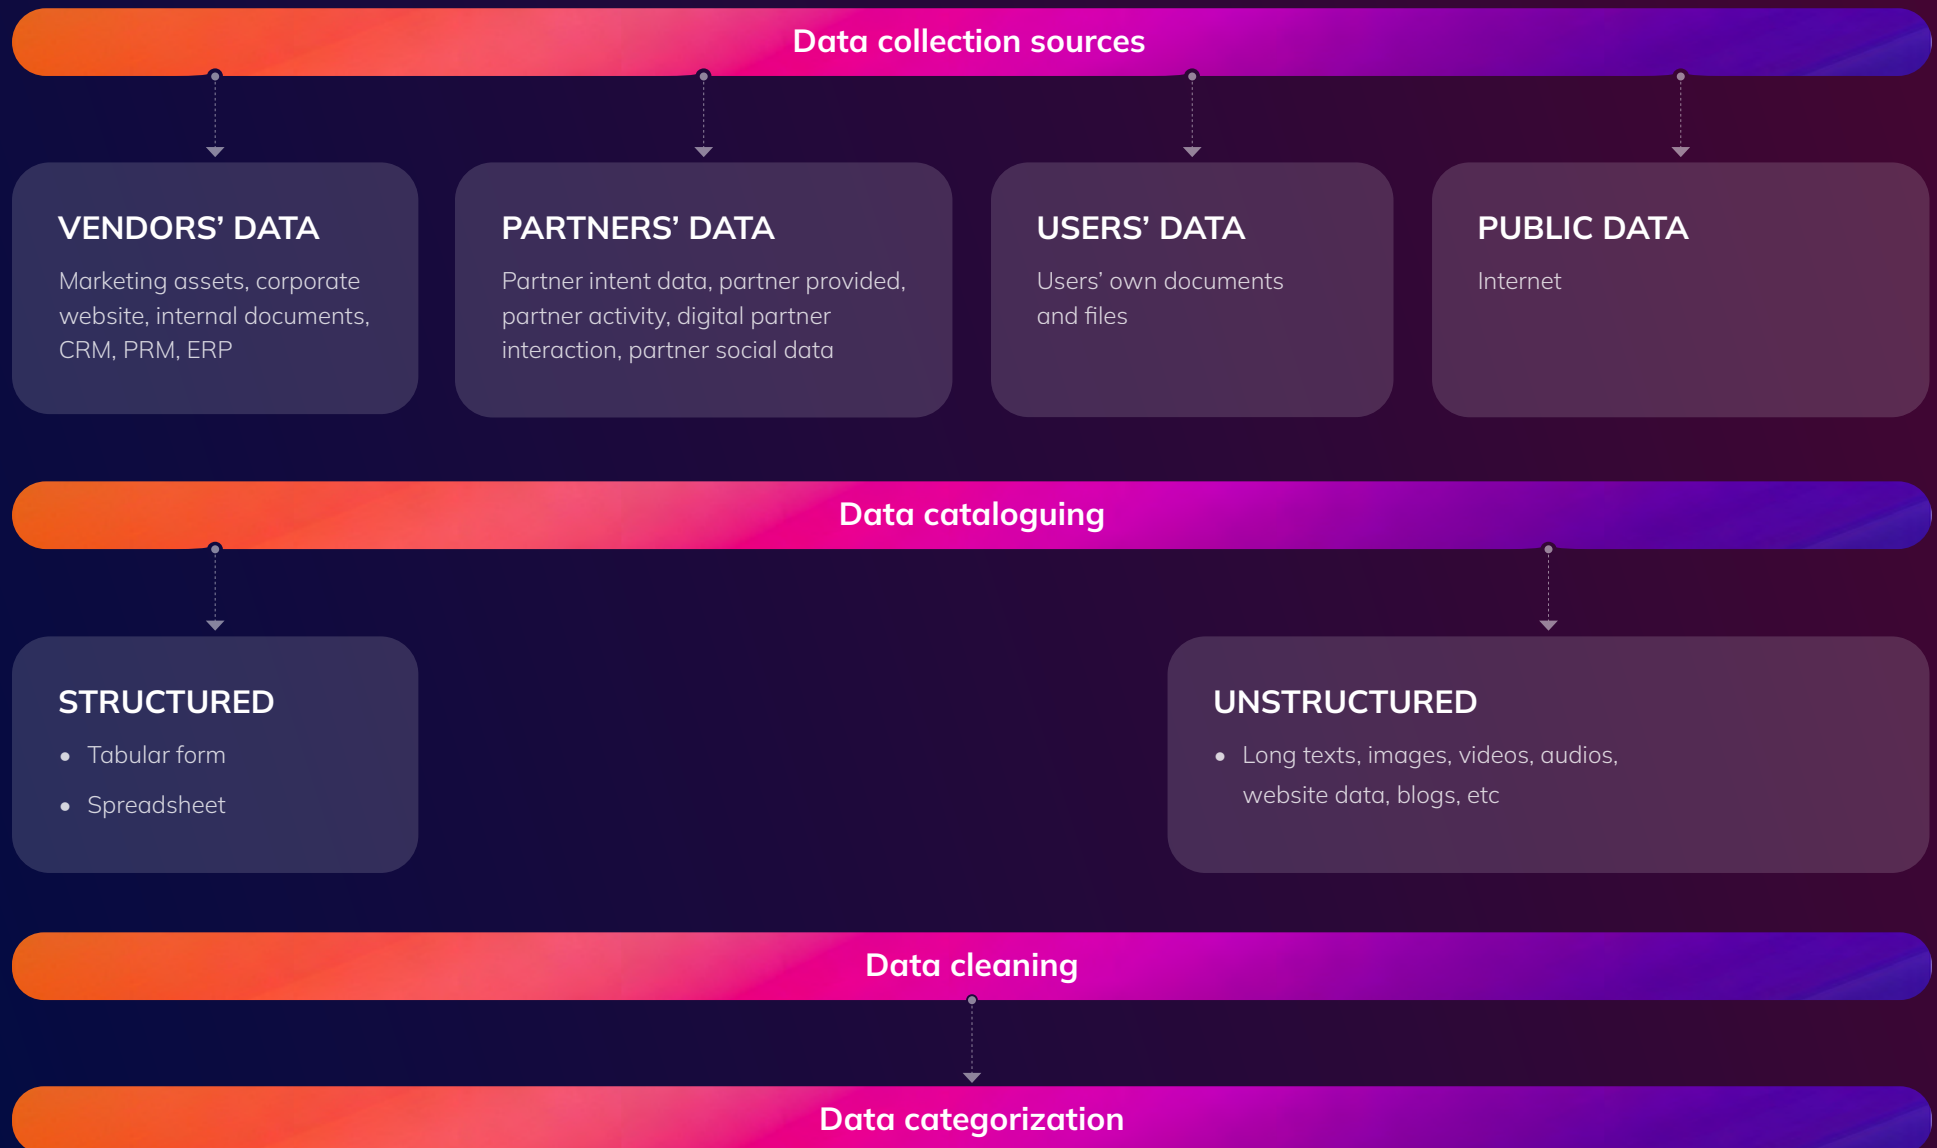 Data collection sources
VENDORS’ DATA
Marketing assets, corporate
website, internal documents,
CRM, PRM, ERP
PARTNERS’ DATA
Partner intent data, partner provided,
partner activity, digital partner
interaction, partner social data
USERS’ DATA
Users’ own documents
and files
PUBLIC DATA
Internet
Data cataloguing
STRUCTURED
• Tabular form
• Spreadsheet
UNSTRUCTURED
• Long texts, images, videos, audios,
website data, blogs, etc
Data cleaning
Data categorization